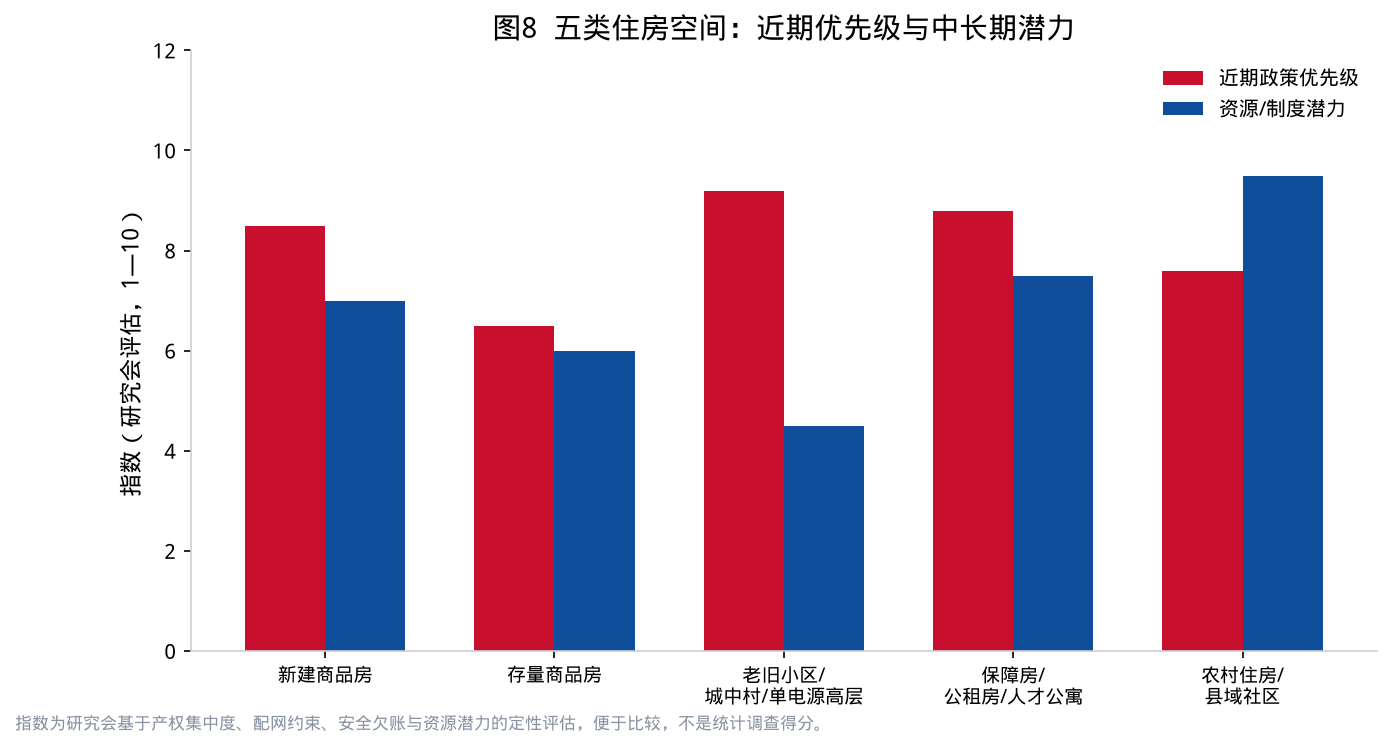 图8 五类住房空间：近期优先级与中长期潜力
近期政策优先级
资源/制度潜力
指数（研究会评估，1—10）
12
10
8
6
4
2
0
新建商品房
存量商品房
老旧小区/
城中村/单电源高层
保障房/
公租房/人才公寓
农村住房/
县域社区
指数为研究会基于产权集中度、配网约束、安全欠账与资源潜力的定性评估，便于比较，不是统计调查得分。